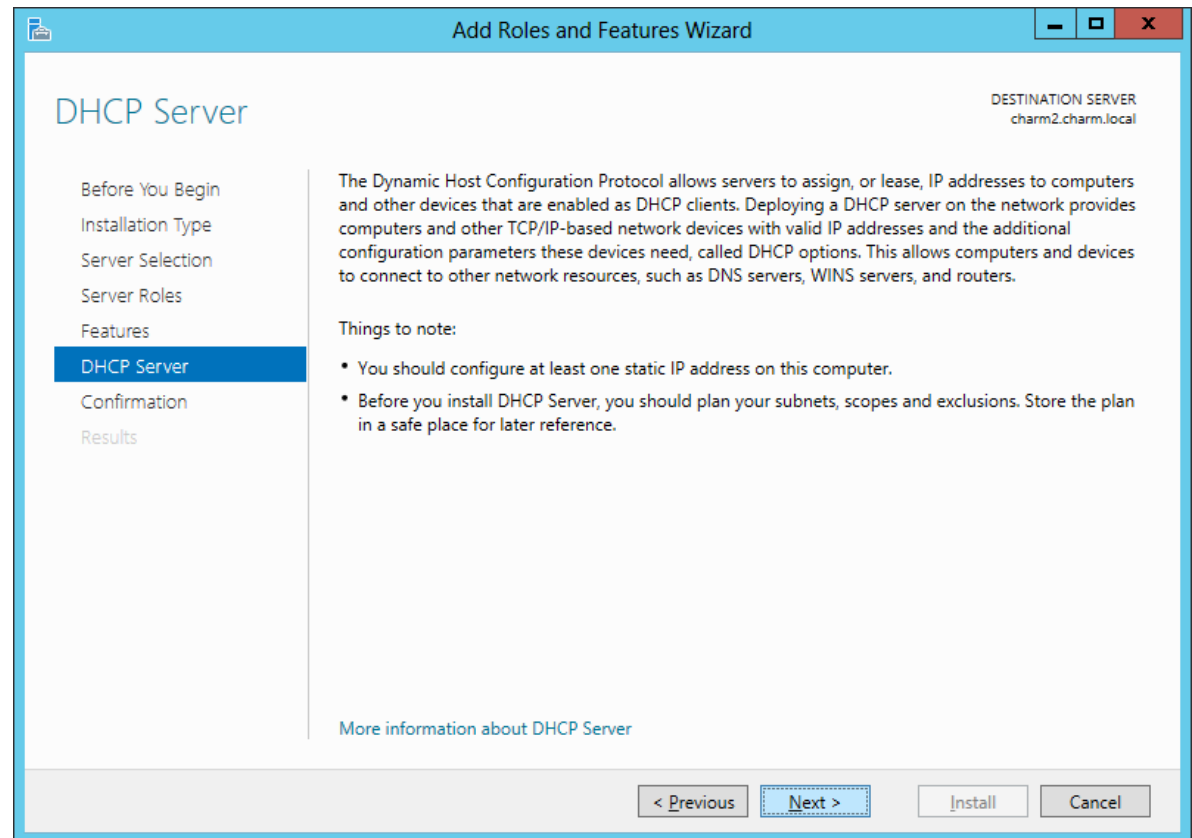 Add Roles and Features Wizard
DHCP Server
DESTINATION SERVER
charm2.charm.local
Before You Begin
Installation Type
Server Selection
Server Roles
Features
DHCP Server
Confirmation
Results
The Dynamic Host Configuration Protocol allows servers to assign, or lease, IP addresses to computers
and other devices that are enabled as DHCP clients. Deploying a DHCP server on the network provides
computers and other TCP/IP-based network devices with valid IP addresses and the additional
configuration parameters these devices need, called DHCP options. This allows computers and devices
to connect to other network resources, such as DNS servers, WINS servers, and routers.
Things to note:
• You should configure at least one static IP address on this computer.
• Before you install DHCP Server, you should plan your subnets, scopes and exclusions. Store the plan
in a safe place for later reference.
More information about DHCP Server
< Previous
Next >
Install
Cancel